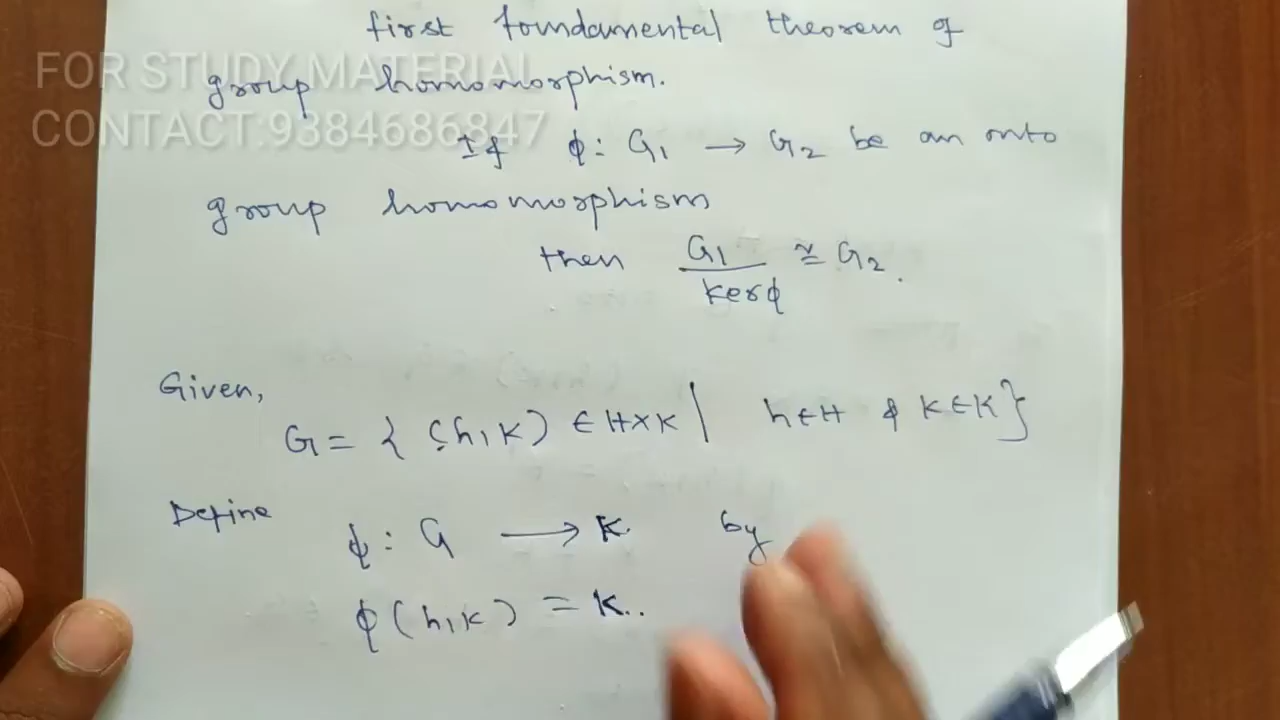 first fundamental theorem of
FOR STUDY MATERIAL
group homomorphism.
CONTACT:9384686847
If ϕ: G₁ → G₂ be an onto
group homomorphism
then G₁/kerϕ ≅ G₂.
Given,
G = { (h,k) ∈ H×K | h∈H & k∈K }
Define
ϕ: G ⟶ K by
ϕ(h,k) = k..